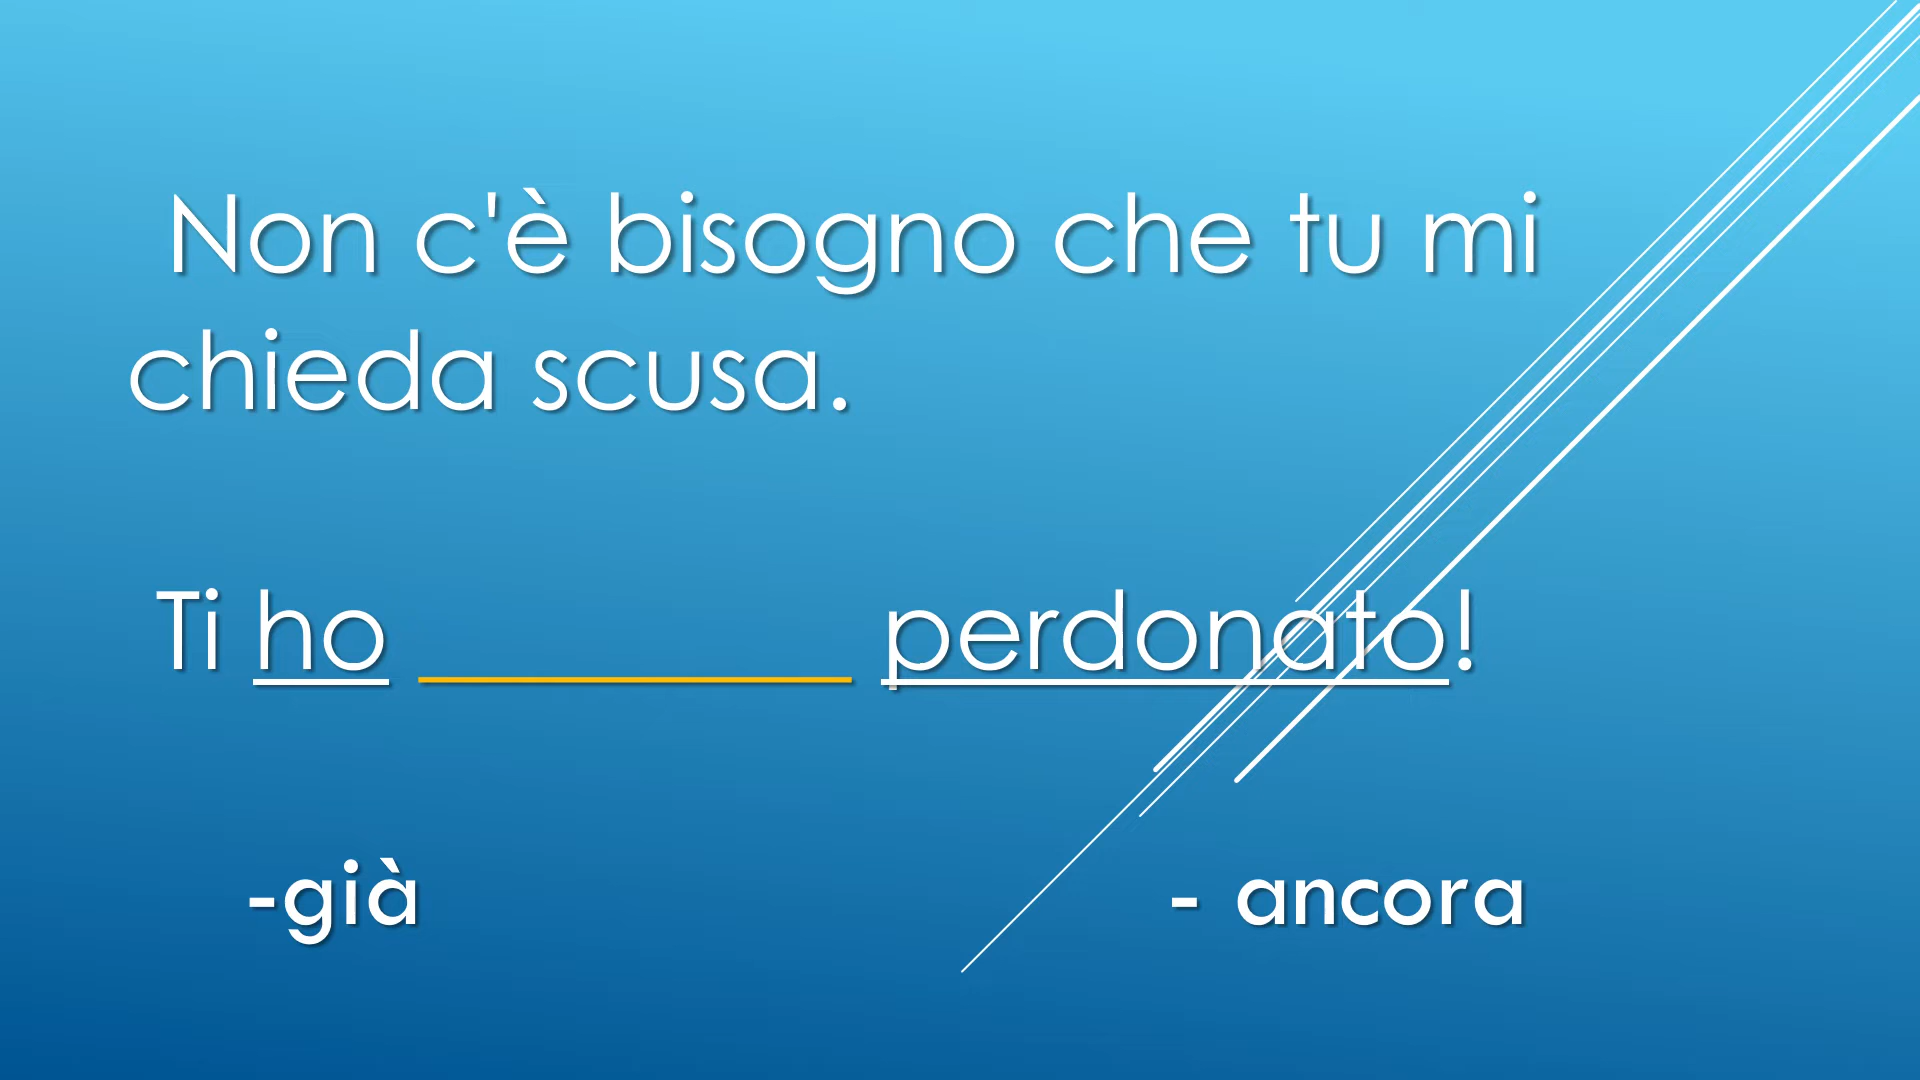 Non c'è bisogno che tu mi
chieda scusa.
Ti ho __________ perdonato!
-già - ancora